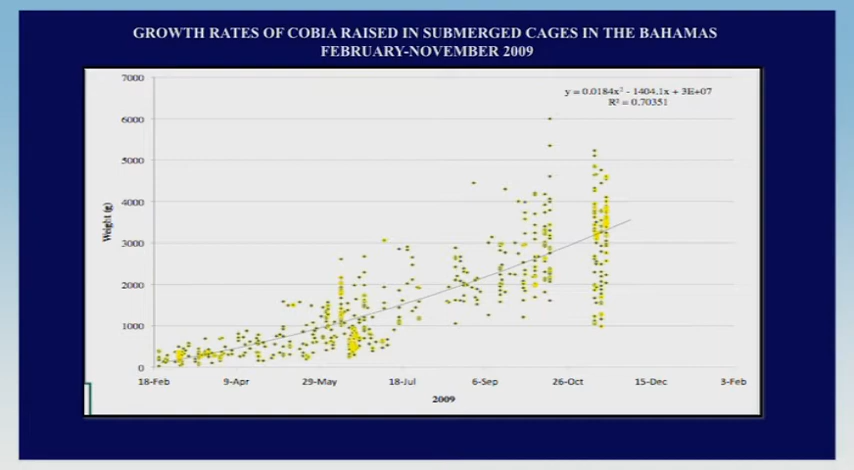 GROWTH RATES OF COBIA RAISED IN SUBMERGED CAGES IN THE BAHAMAS
FEBRUARY-NOVEMBER 2009
7000
y = 0.0184x² - 1404.1x + 3E+07
R² = 0.70351
6000
5000
4000
Weight (g)
3000
2000
1000
0
18-Feb 9-Apr 29-May 18-Jul 6-Sep 26-Oct 15-Dec 3-Feb
2009